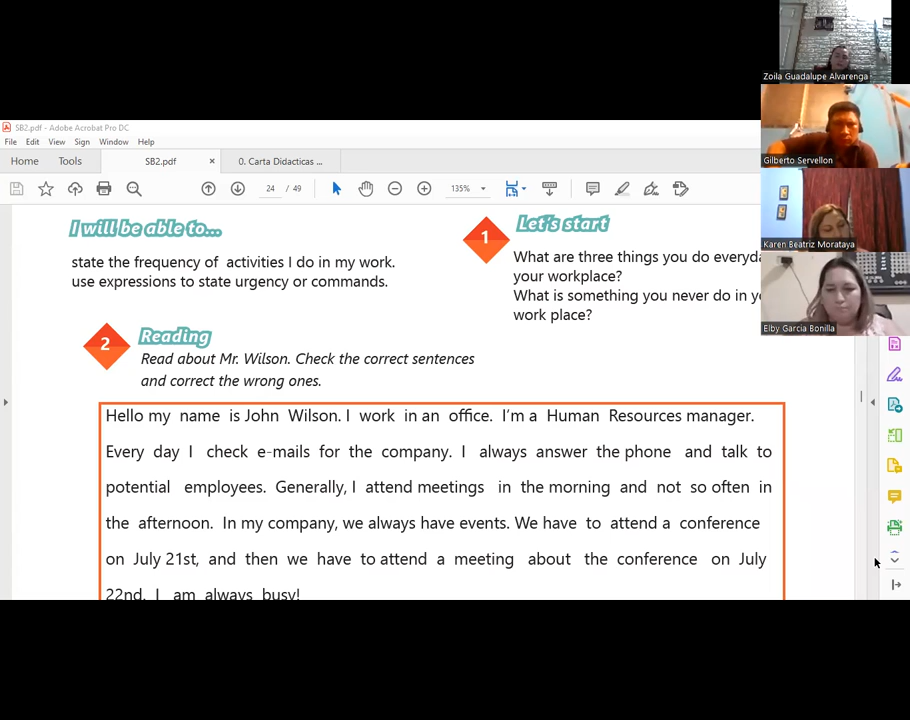 SB2.pdf - Adobe Acrobat Pro DC
File Edit View Sign Window Help
Home Tools SB2.pdf × 0. Carta Didacticas ...
24 / 49 135%
I will be able to...
state the frequency of activities I do in my work.
use expressions to state urgency or commands.
1 Let's start
What are three things you do everyda
your workplace?
What is something you never do in yo
work place?
2 Reading
Read about Mr. Wilson. Check the correct sentences
and correct the wrong ones.
Hello my name is John Wilson. I work in an office. I'm a Human Resources manager.
Every day I check e-mails for the company. I always answer the phone and talk to
potential employees. Generally, I attend meetings in the morning and not so often in
the afternoon. In my company, we always have events. We have to attend a conference
on July 21st, and then we have to attend a meeting about the conference on July
22nd. I am always busy!
Zoila Guadalupe Alvarenga
Gilberto Servellon
Karen Beatriz Morataya
Elby Garcia Bonilla